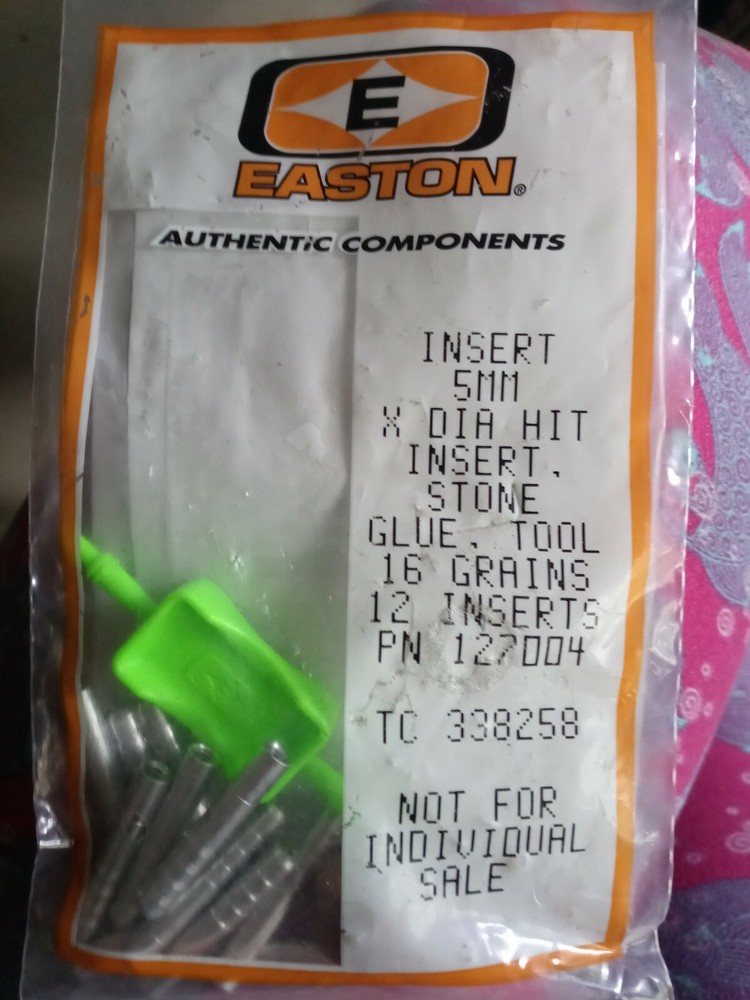 E
EASTON®
AUTHENTIC COMPONENTS
INSERT
5MM
X DIA HIT
INSERT,
STONE
GLUE, TOOL
16 GRAINS
12 INSERTS
PN 127004
TC 338258
NOT FOR
INDIVIDUAL
SALE